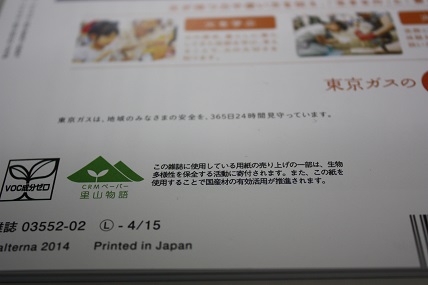 東京ガスの
東京ガスは、地域のみなさまの安全を、365日24時間見守っています。
VOC成分ゼロ
CRMペーパー
里山物語
この雑誌に使用している用紙の売り上げの一部は、生物
多様性を保全する活動に寄付されます。また、この紙を
使用することで国産材の有効活用が推進されます。
雑誌 03552-02 Ⓛ - 4/15
alterna 2014 Printed in Japan